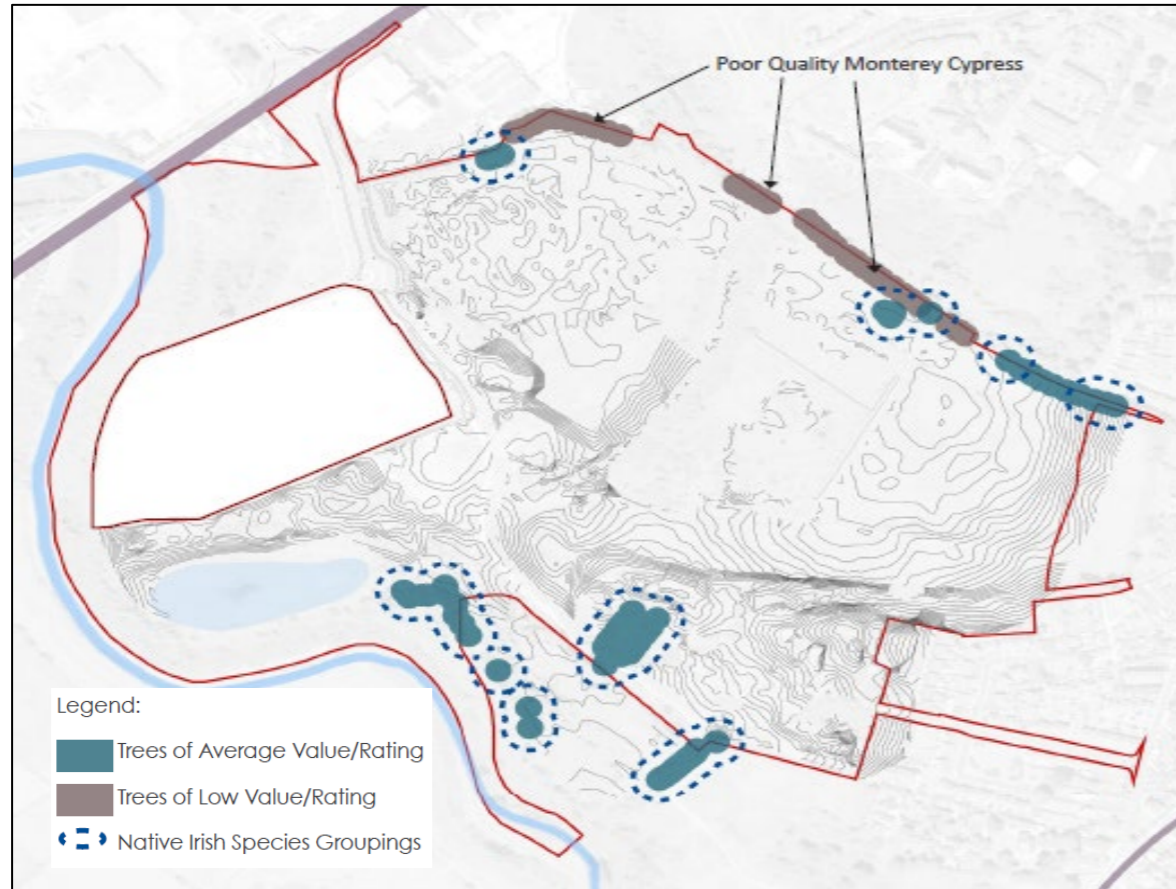 Poor Quality Monterey Cypress
Legend:
Trees of Average Value/Rating
Trees of Low Value/Rating
Native Irish Species Groupings